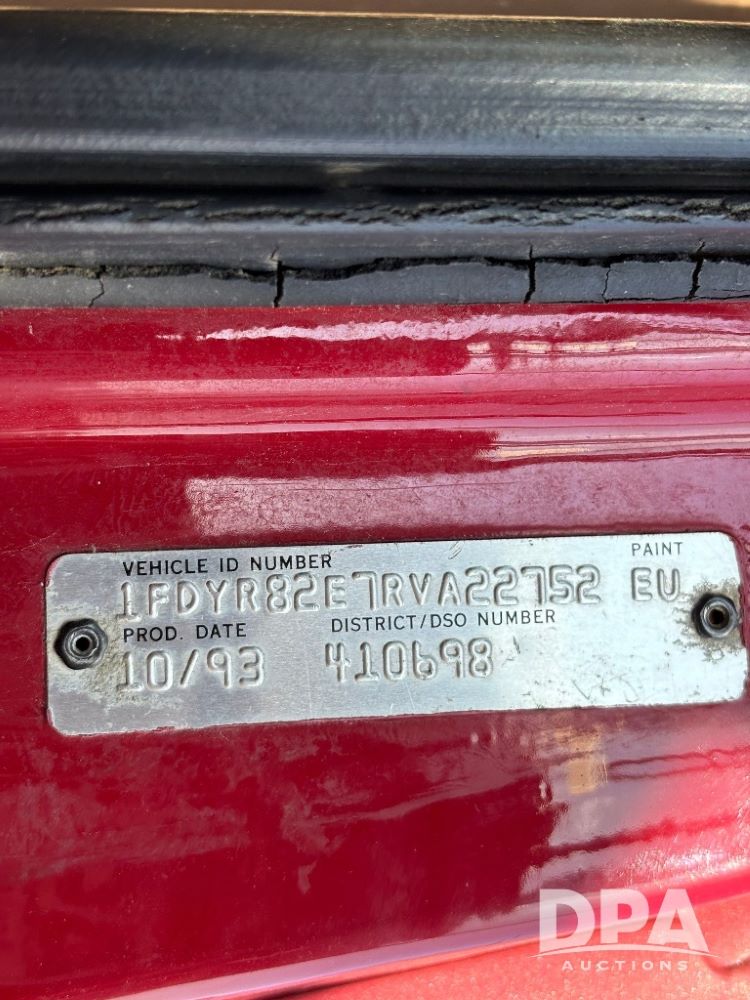 VEHICLE ID NUMBER PAINT
1FDYR82E7RVA22752 EU
PROD. DATE DISTRICT/DSO NUMBER
10/93 410698
DPA
AUCTIONS